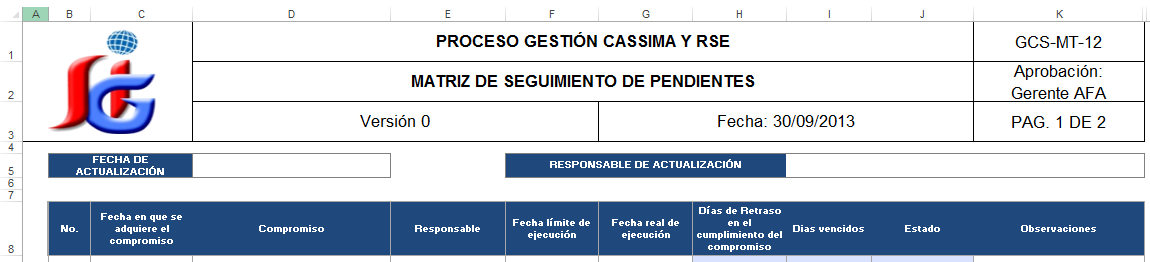 A B C D E F G H I J K
1 PROCESO GESTIÓN CASSIMA Y RSE GCS-MT-12
2 MATRIZ DE SEGUIMIENTO DE PENDIENTES Aprobación:
Gerente AFA
3 Versión 0 Fecha: 30/09/2013 PAG. 1 DE 2
SIG
4
5 FECHA DE
ACTUALIZACIÓN RESPONSABLE DE ACTUALIZACIÓN
6
7
8 No. Fecha en que se
adquiere el
compromiso
Compromiso
Responsable
Fecha límite de
ejecución
Fecha real de
ejecución
Días de Retraso
en el
cumplimiento del
compromiso
Dias vencidos
Estado
Observaciones